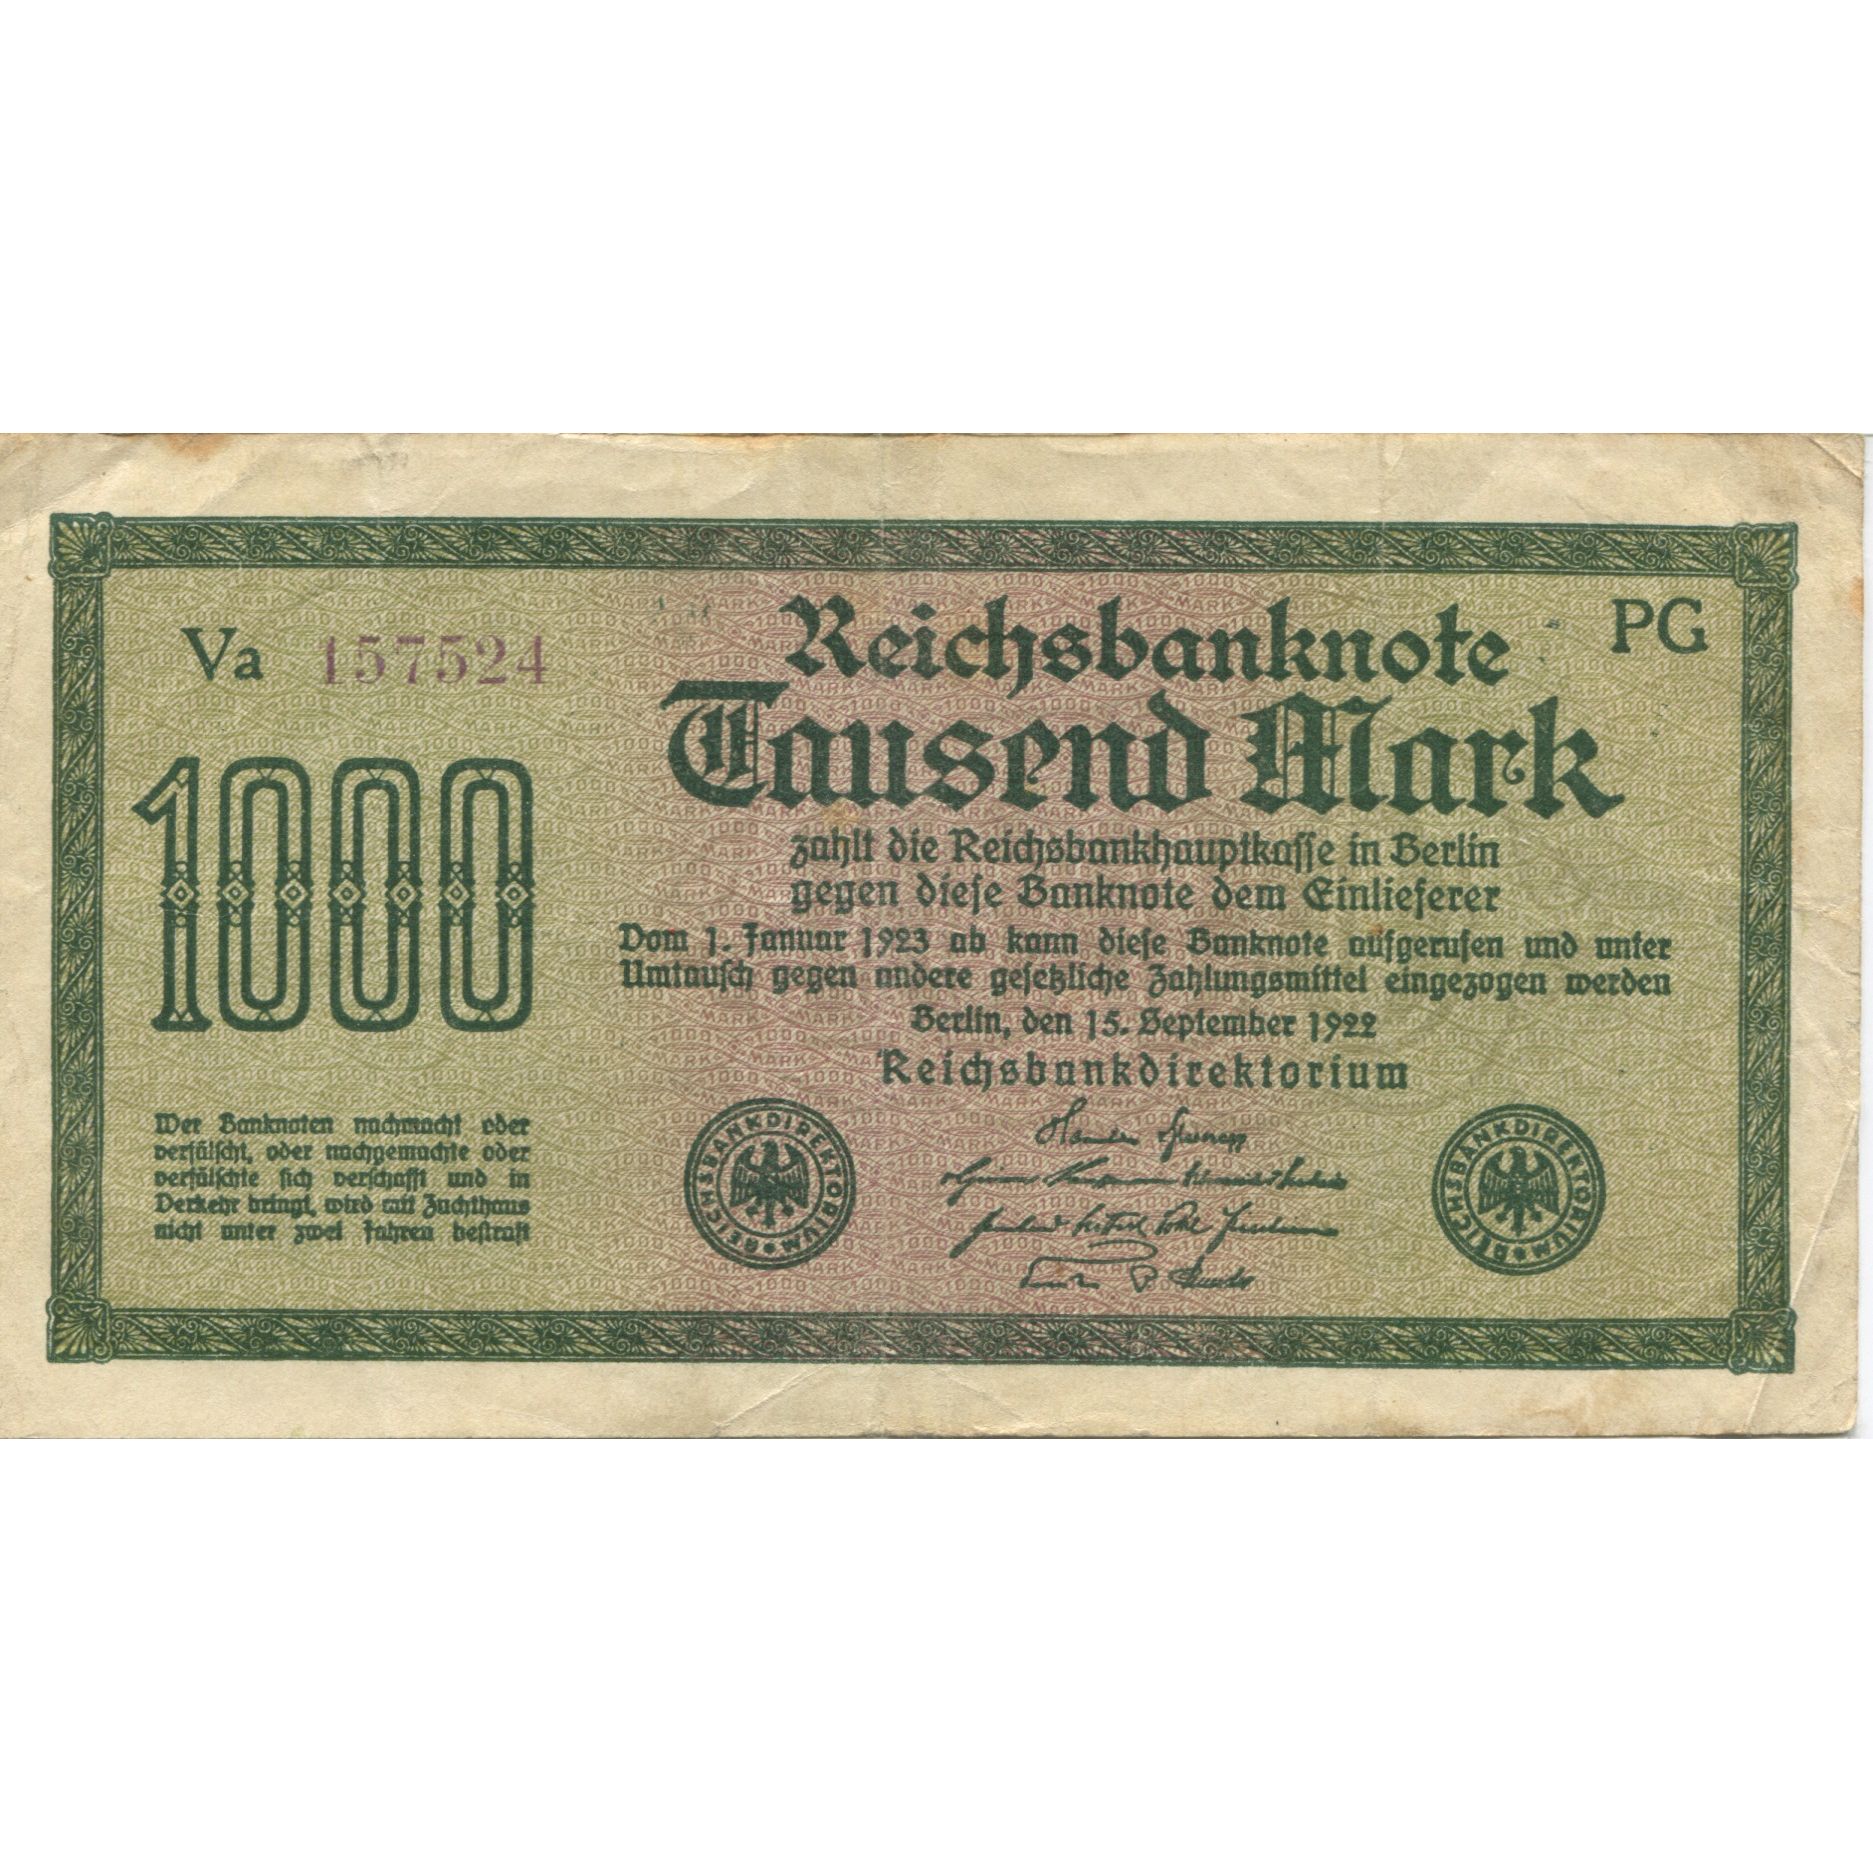 Va 157524
Reichsbanknote
PG
Tausend Mark
1000
zahlt die Reichsbankhauptkasse in Berlin
gegen diese Banknote dem Einlieferer
Vom 1. Januar 1923 ab kann diese Banknote aufgerufen und unter
Umtausch gegen andere gesetzliche Zahlungsmittel eingezogen werden
Berlin, den 15. September 1922
Reichsbankdirektorium
Wer Banknoten nachmacht oder
verfälscht, oder nachgemachte oder
verfälschte sich verschafft und in
Verkehr bringt, wird mit Zuchthaus
nicht unter zwei Jahren bestraft
REICHSBANKDIREKTORIUM
REICHSBANKDIREKTORIUM